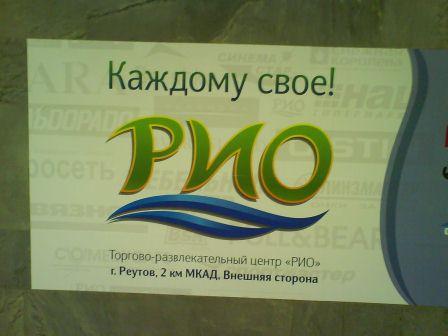 Каждому свое!
РИО
Торгово-развлекательный центр «РИО»
г. Реутов, 2 км МКАД, Внешняя сторона